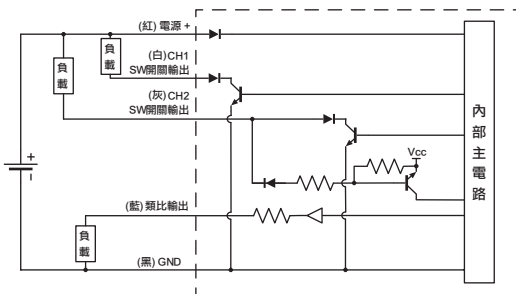 (紅) 電源 +
負載
(白)CH1
SW開關輸出
負載
(灰)CH2
SW開關輸出
內部主電路
+
Vcc
(藍) 類比輸出
負載
(黑) GND